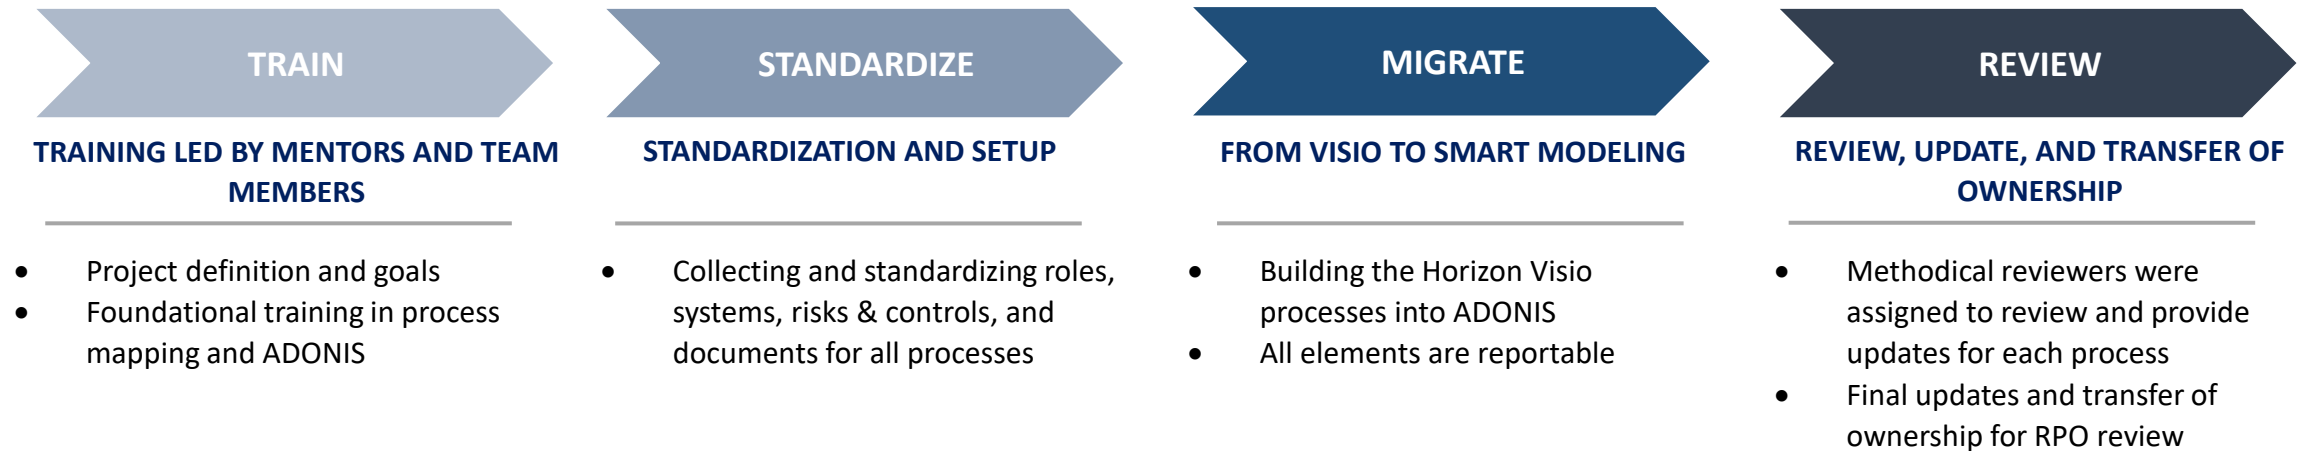 TRAIN
TRAINING LED BY MENTORS AND TEAM
MEMBERS
• Project definition and goals
• Foundational training in process
mapping and ADONIS
STANDARDIZE
STANDARDIZATION AND SETUP
• Collecting and standardizing roles,
systems, risks & controls, and
documents for all processes
MIGRATE
FROM VISIO TO SMART MODELING
• Building the Horizon Visio
processes into ADONIS
• All elements are reportable
REVIEW
REVIEW, UPDATE, AND TRANSFER OF
OWNERSHIP
• Methodical reviewers were
assigned to review and provide
updates for each process
• Final updates and transfer of
ownership for RPO review